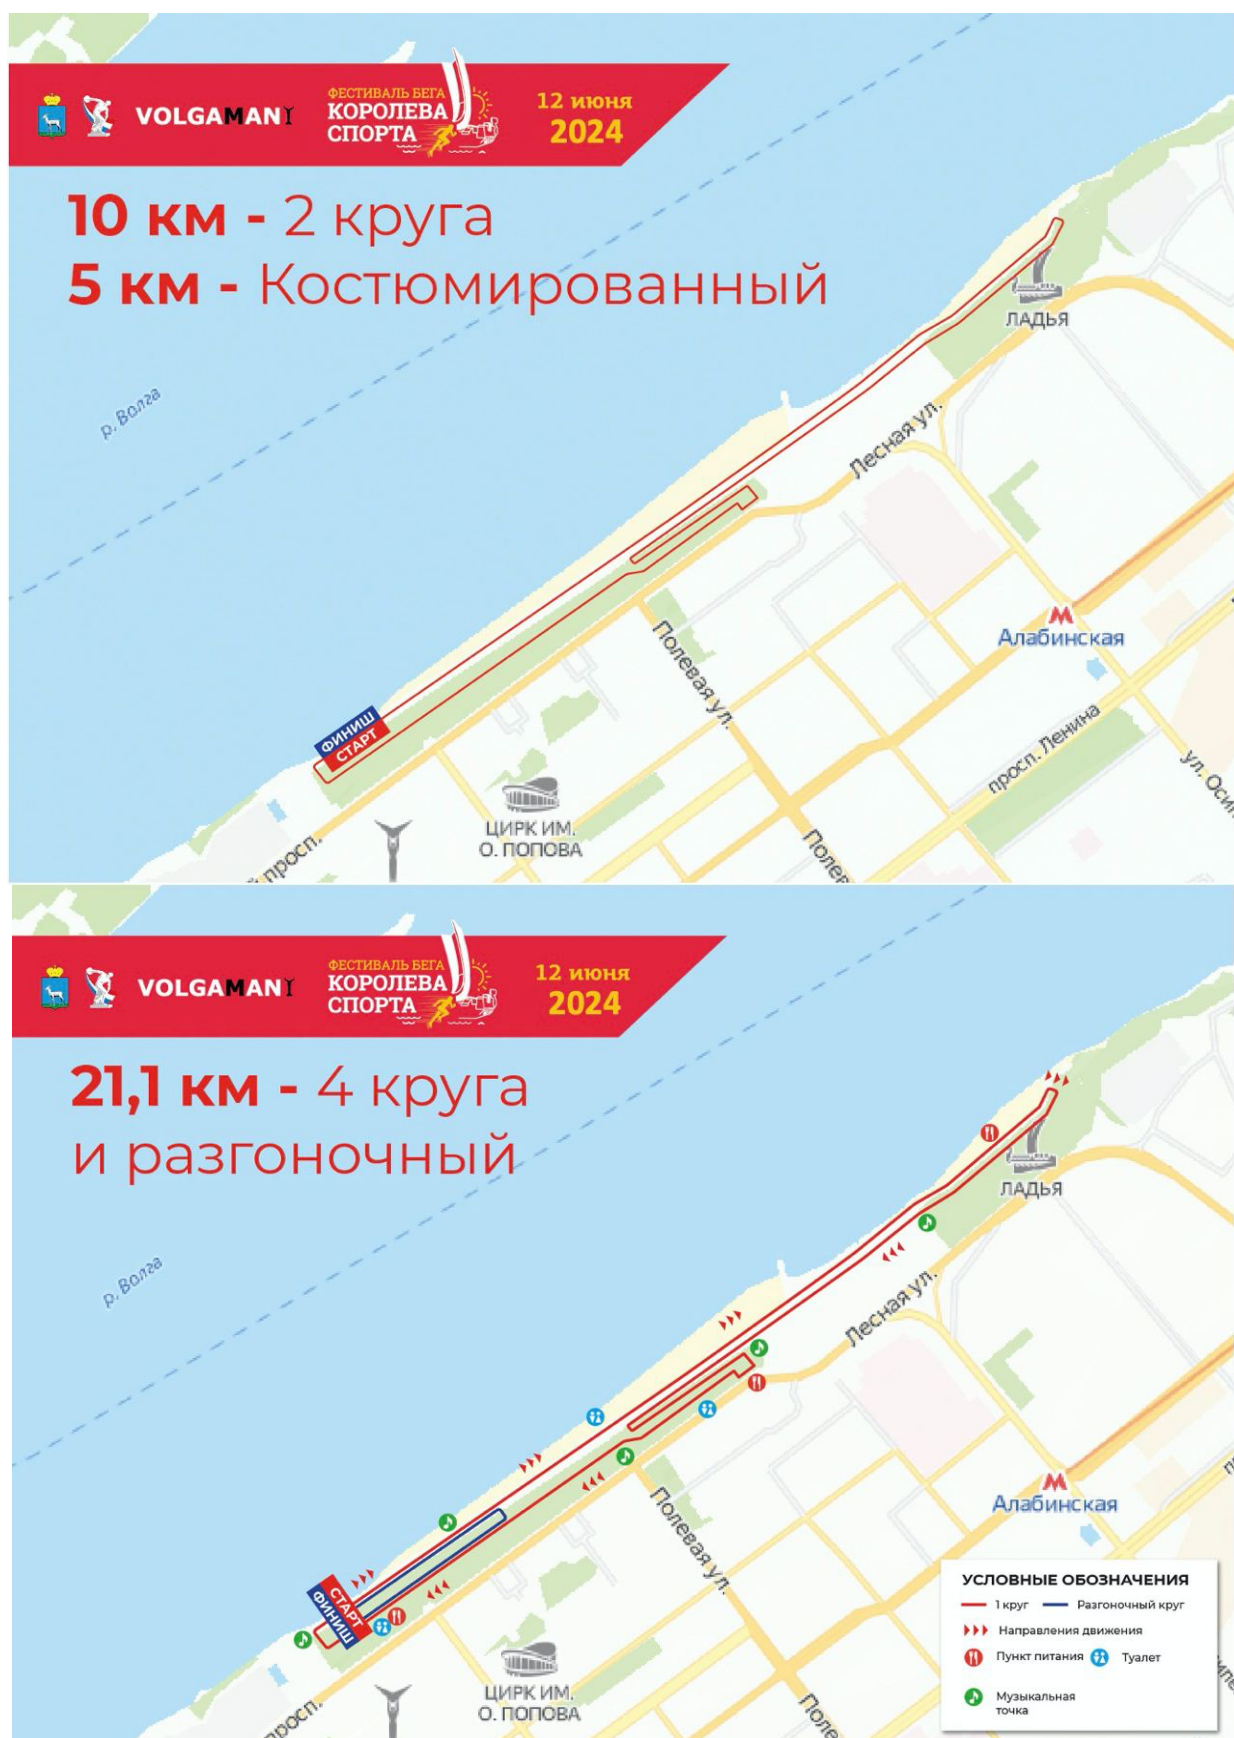 VOLGAMAN
ФЕСТИВАЛЬ БЕГА
КОРОЛЕВА
СПОРТА
12 июня
2024
10 км - 2 круга
5 км - Костюмированный
р. Волга
ЛАДЬЯ
Лесная ул.
Алабинская
Полевая ул.
просп. Ленина
ФИНИШ
СТАРТ
ЦИРК ИМ.
О. ПОПОВА
просп.
VOLGAMAN
ФЕСТИВАЛЬ БЕГА
КОРОЛЕВА
СПОРТА
12 июня
2024
21,1 км - 4 круга
и разгоночный
р. Волга
ЛАДЬЯ
Лесная ул.
Алабинская
Полевая ул.
СТАРТ
ФИНИШ
ЦИРК ИМ.
О. ПОПОВА
просп.
УСЛОВНЫЕ ОБОЗНАЧЕНИЯ
1 круг Разгоночный круг
Направления движения
Пункт питания Туалет
Музыкальная
точка